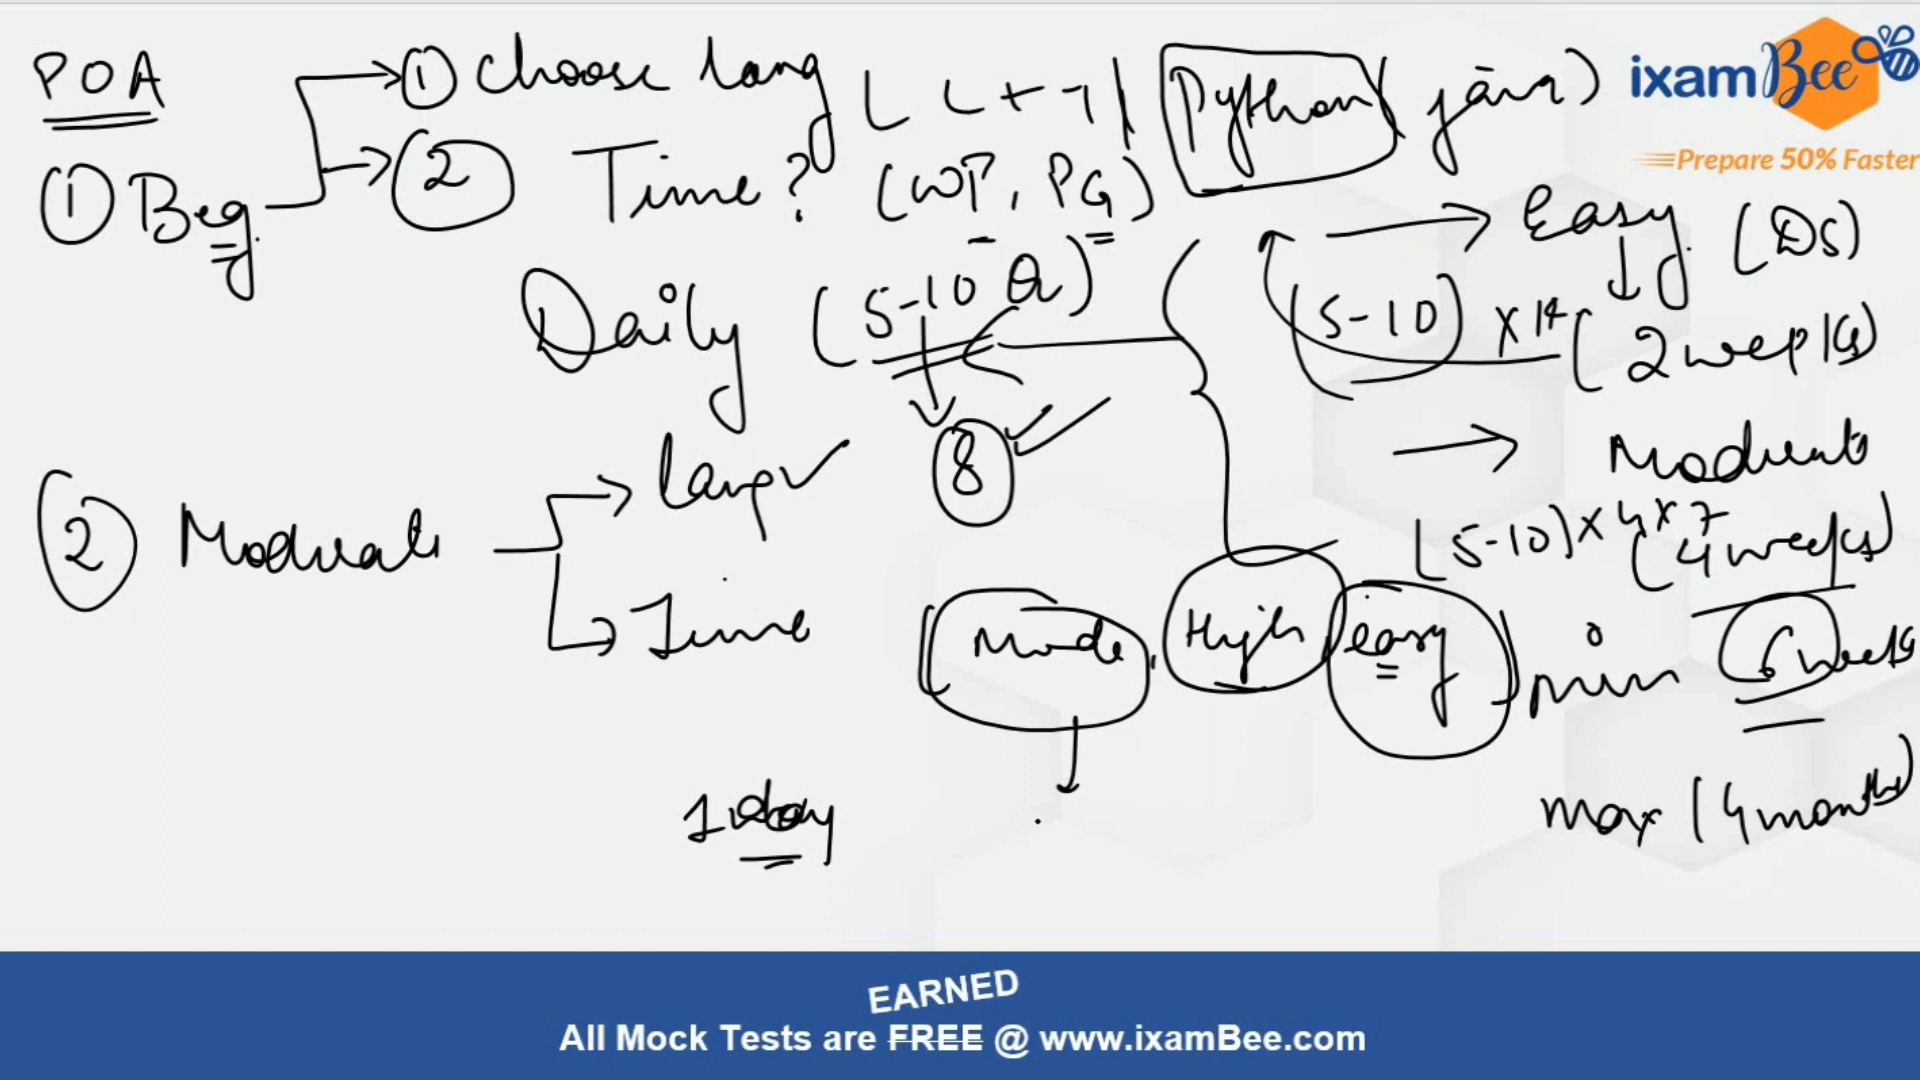 POA
① Choose lang ( C++ / Python (java)
ixamBee
Prepare 50% Faster
① Beg
② Time? (WP, PG)
Easy (DS)
Daily (5-10 Q)
(5-10) x 14 (2 weeks)
8
Moderate
② Moderate
lang
(5-10) x 4 x 7 (4 weeks)
Time
(Mode, High, easy)
min 6 weeks
1 day
max (4 months)
EARNED
All Mock Tests are FREE @ www.ixamBee.com